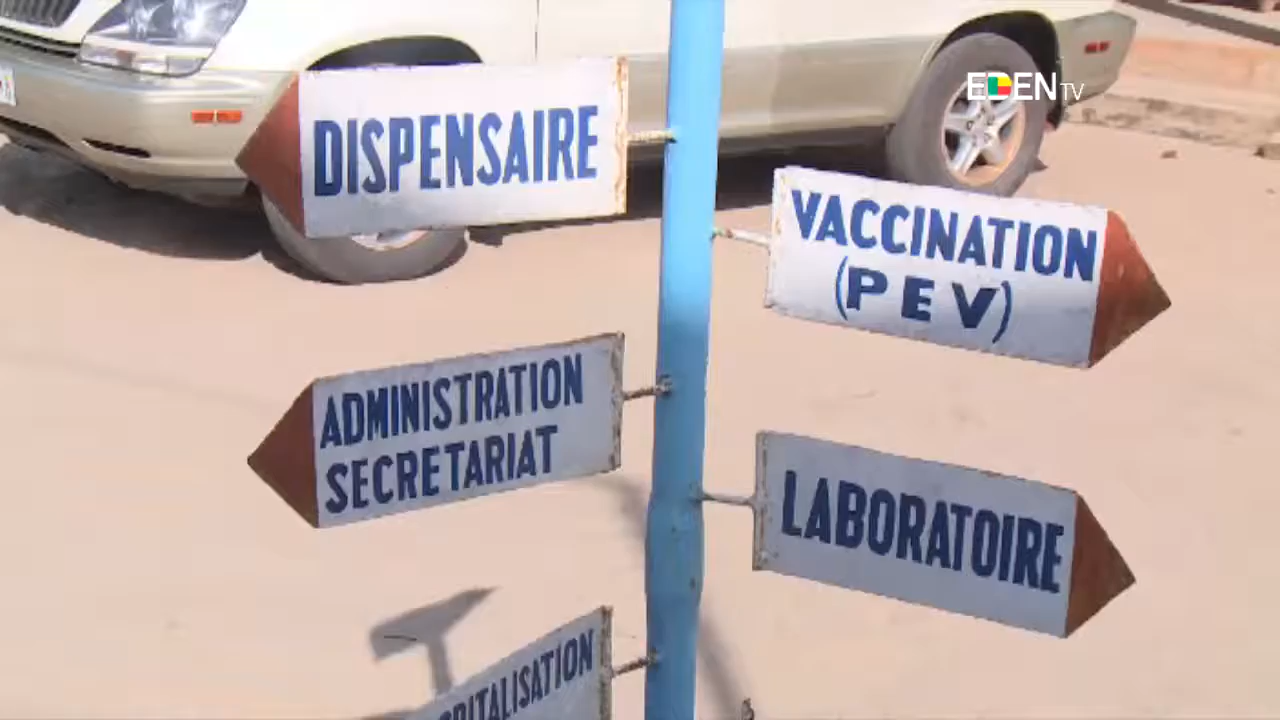 EDEN TV
DISPENSAIRE
VACCINATION
(PEV)
ADMINISTRATION
SECRETARIAT
LABORATOIRE